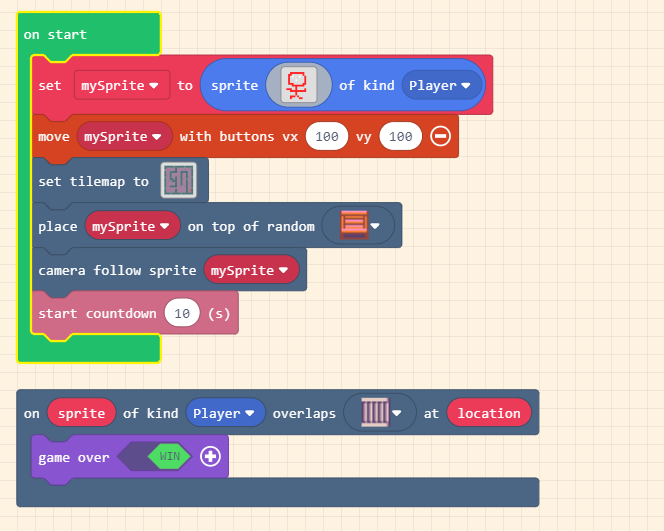 on start
set mySprite to sprite of kind Player
move mySprite with buttons vx 100 vy 100
set tilemap to
place mySprite on top of random
camera follow sprite mySprite
start countdown 10 (s)
on sprite of kind Player overlaps at location
game over WIN